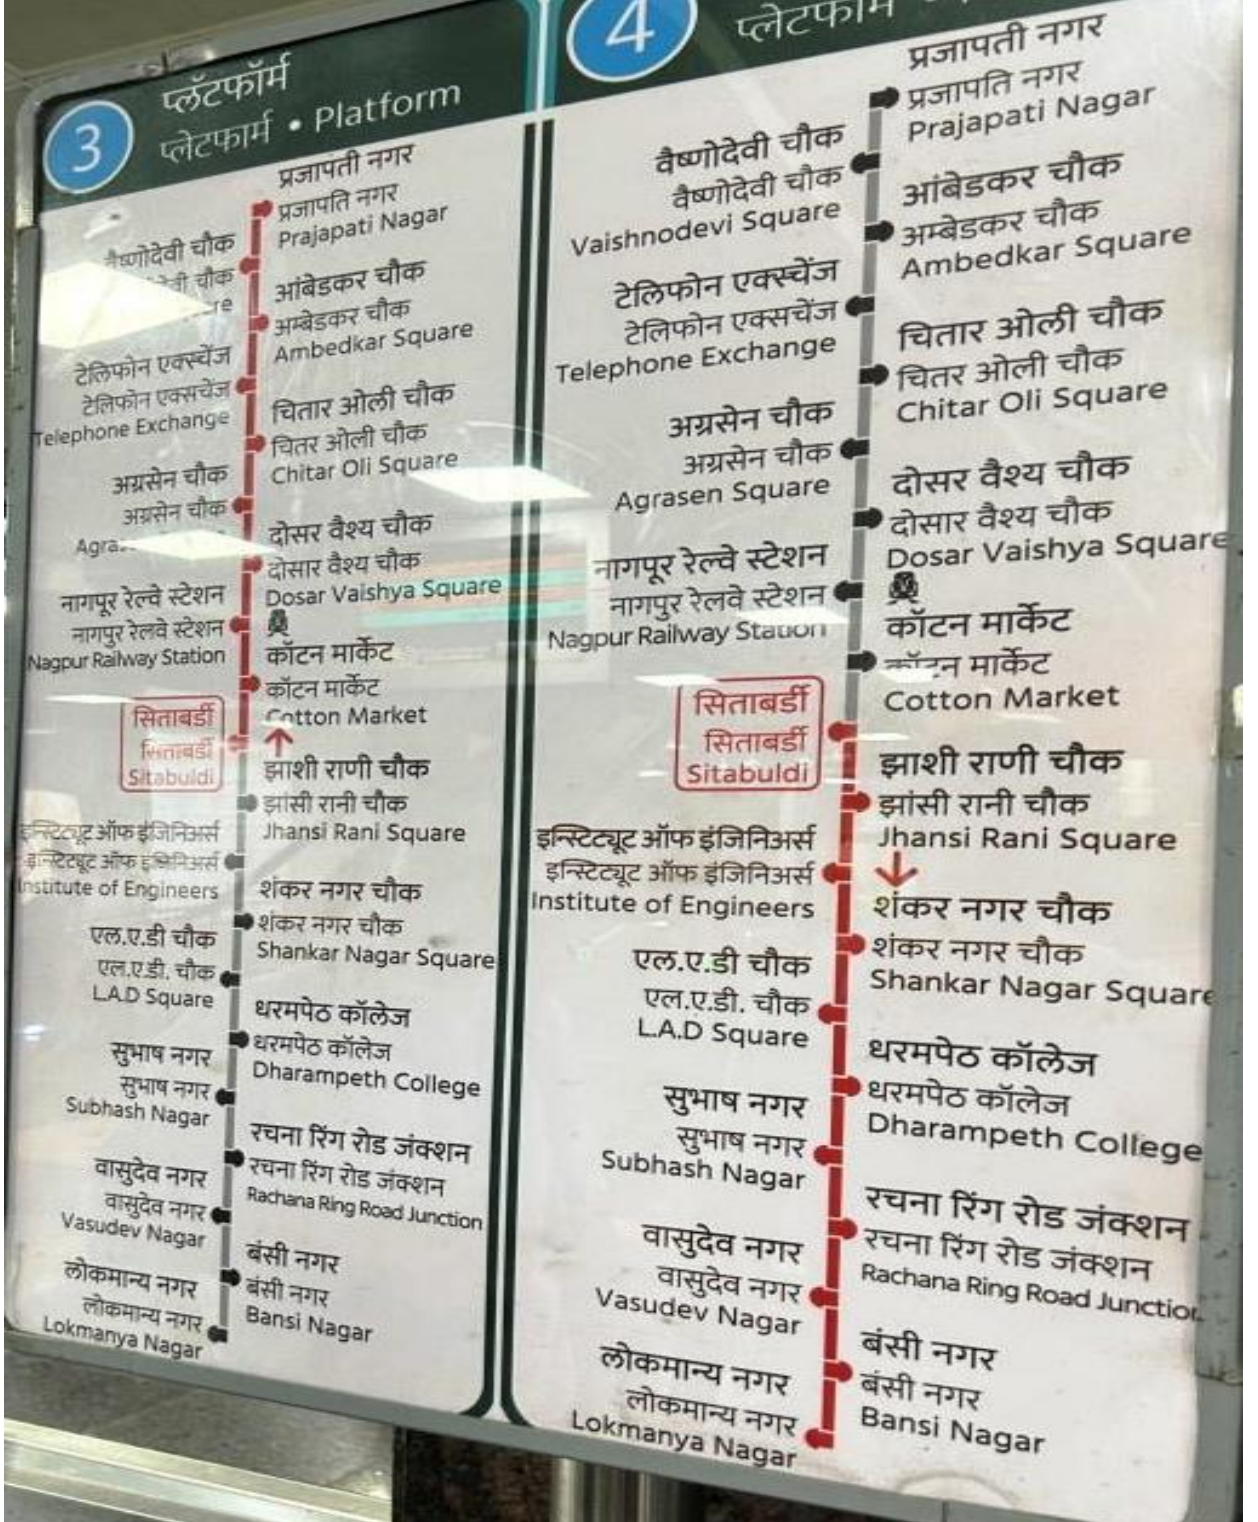 3
प्लॅटफॉर्म
प्लेटफार्म • Platform
प्रजापती नगर
प्रजापति नगर
Prajapati Nagar
वैष्णोदेवी चौक
चौक
आंबेडकर चौक
अम्बेडकर चौक
Ambedkar Square
टेलिफोन एक्स्चेंज
टेलिफोन एक्सचेंज
Telephone Exchange
चितार ओली चौक
चितर ओली चौक
Chitar Oli Square
अग्रसेन चौक
अग्रसेन चौक
दोसर वैश्य चौक
दोसार वैश्य चौक
Dosar Vaishya Square
नागपूर रेल्वे स्टेशन
नागपुर रेलवे स्टेशन
Nagpur Railway Station
कॉटन मार्केट
कॉटन मार्केट
Cotton Market
सिताबर्डी
सिताबर्डी
Sitabuldi
झाशी राणी चौक
झांसी रानी चौक
Jhansi Rani Square
इन्स्टिट्यूट ऑफ इंजिनिअर्स
इन्स्टिट्यूट ऑफ इंजिनिअर्स
Institute of Engineers
शंकर नगर चौक
शंकर नगर चौक
Shankar Nagar Square
एल.ए.डी चौक
एल.ए.डी. चौक
L.A.D Square
धरमपेठ कॉलेज
धरमपेठ कॉलेज
Dharampeth College
सुभाष नगर
सुभाष नगर
Subhash Nagar
रचना रिंग रोड जंक्शन
रचना रिंग रोड जंक्शन
Rachana Ring Road Junction
वासुदेव नगर
वासुदेव नगर
Vasudev Nagar
बंसी नगर
बंसी नगर
Bansi Nagar
लोकमान्य नगर
लोकमान्य नगर
Lokmanya Nagar
4
प्लेटफार्म
प्रजापती नगर
प्रजापति नगर
Prajapati Nagar
वैष्णोदेवी चौक
वैष्णोदेवी चौक
Vaishnodevi Square
आंबेडकर चौक
अम्बेडकर चौक
Ambedkar Square
टेलिफोन एक्स्चेंज
टेलिफोन एक्सचेंज
Telephone Exchange
चितार ओली चौक
चितर ओली चौक
Chitar Oli Square
अग्रसेन चौक
अग्रसेन चौक
Agrasen Square
दोसर वैश्य चौक
दोसार वैश्य चौक
Dosar Vaishya Square
नागपूर रेल्वे स्टेशन
नागपुर रेलवे स्टेशन
Nagpur Railway Station
कॉटन मार्केट
कॉटन मार्केट
Cotton Market
सिताबर्डी
सिताबर्डी
Sitabuldi
झाशी राणी चौक
झांसी रानी चौक
Jhansi Rani Square
इन्स्टिट्यूट ऑफ इंजिनिअर्स
इन्स्टिट्यूट ऑफ इंजिनिअर्स
Institute of Engineers
शंकर नगर चौक
शंकर नगर चौक
Shankar Nagar Square
एल.ए.डी चौक
एल.ए.डी. चौक
L.A.D Square
धरमपेठ कॉलेज
धरमपेठ कॉलेज
Dharampeth College
सुभाष नगर
सुभाष नगर
Subhash Nagar
रचना रिंग रोड जंक्शन
रचना रिंग रोड जंक्शन
Rachana Ring Road Junction
वासुदेव नगर
वासुदेव नगर
Vasudev Nagar
बंसी नगर
बंसी नगर
Bansi Nagar
लोकमान्य नगर
लोकमान्य नगर
Lokmanya Nagar